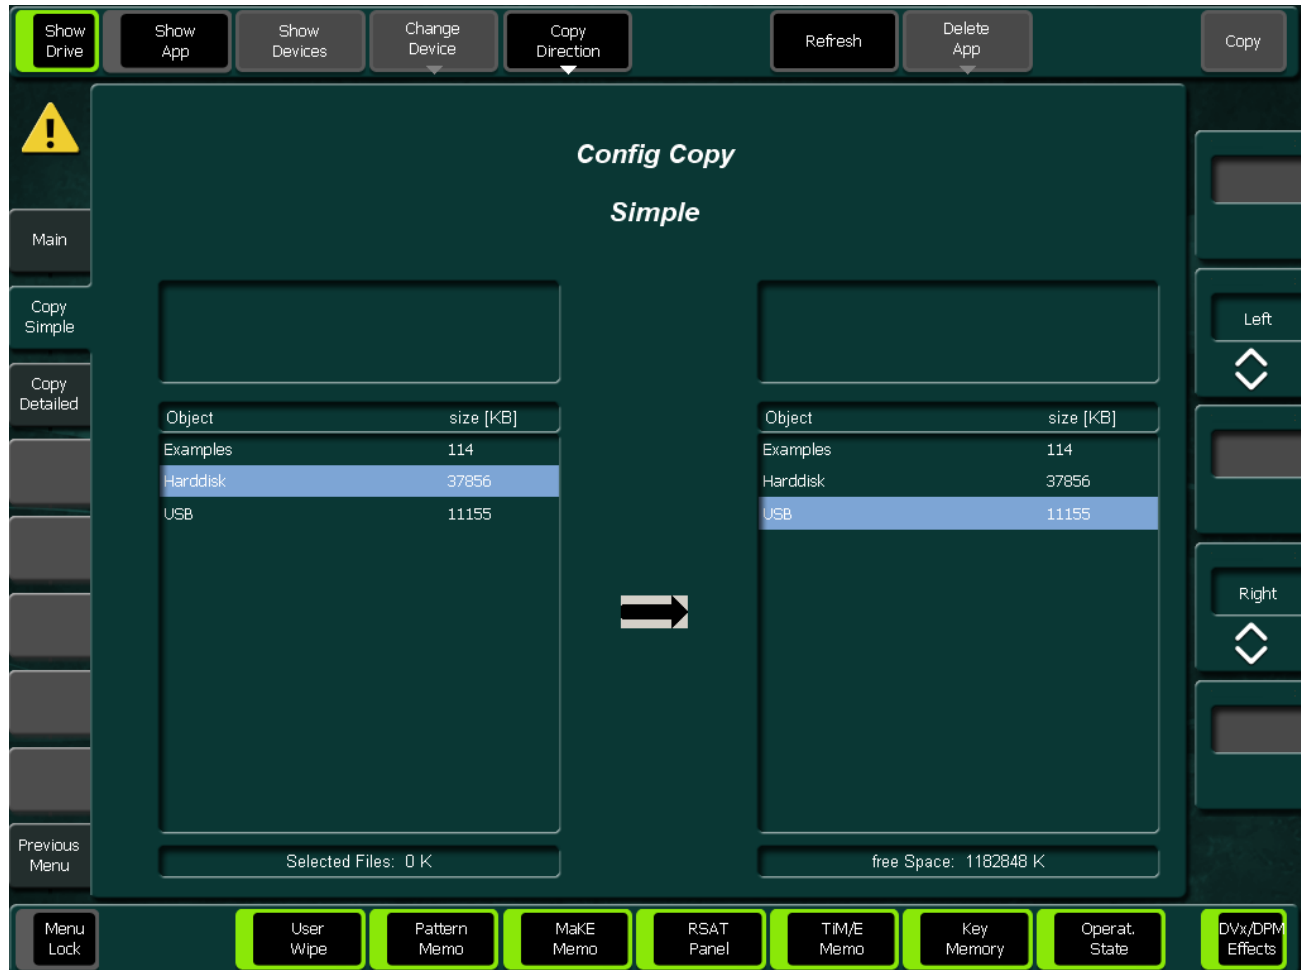 Show Drive
Show App
Show Devices
Change Device
Copy Direction
Refresh
Delete App
Copy
Config Copy
Simple
Main
Copy Simple
Copy Detailed
Previous Menu
Object size [KB]
Examples 114
Harddisk 37856
USB 11155
Selected Files: 0 K
Object size [KB]
Examples 114
Harddisk 37856
USB 11155
free Space: 1182848 K
Left
Right
Menu Lock
User Wipe
Pattern Memo
MaKE Memo
RSAT Panel
TiM/E Memo
Key Memory
Operat. State
DVx/DPM Effects